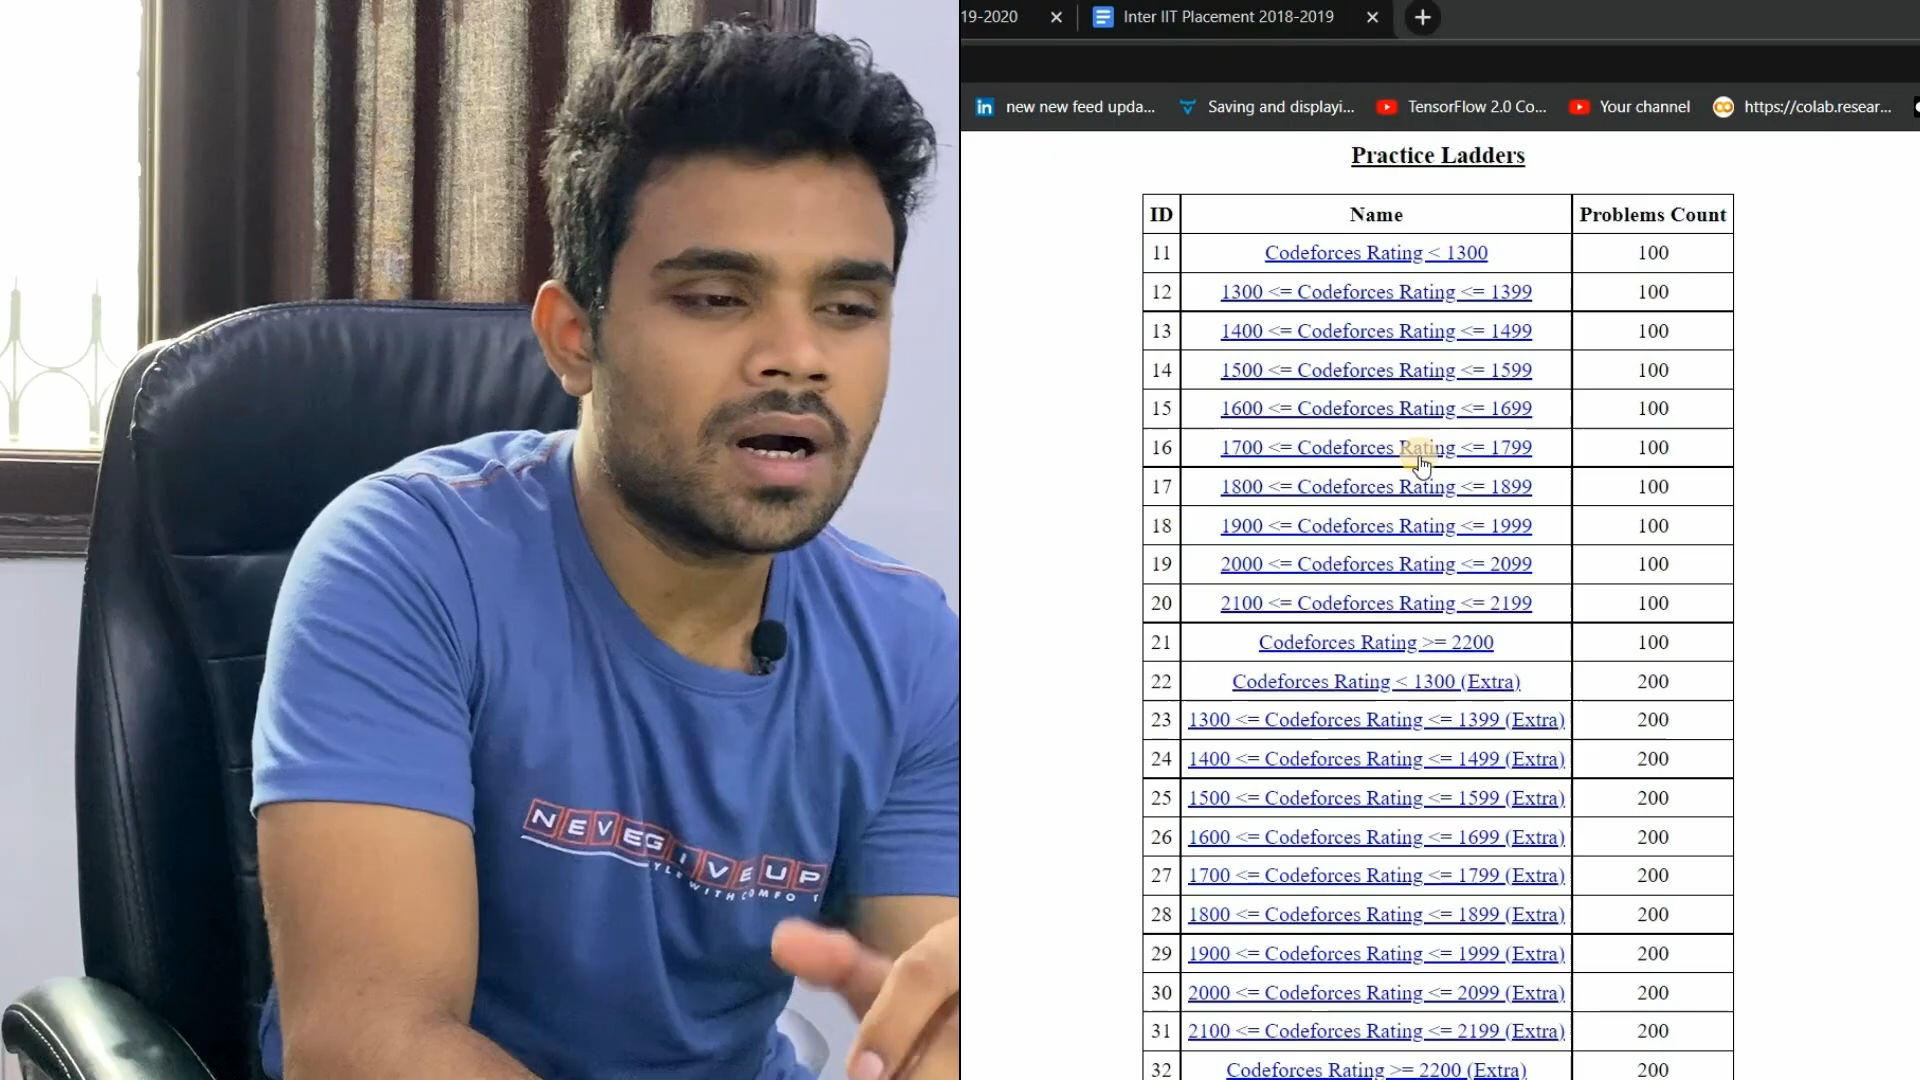 19-2020
Inter IIT Placement 2018-2019
new new feed upda...
Saving and displayi...
TensorFlow 2.0 Co...
Your channel
https://colab.resear...
Practice Ladders
ID Name Problems Count
11 Codeforces Rating < 1300 100
12 1300 <= Codeforces Rating <= 1399 100
13 1400 <= Codeforces Rating <= 1499 100
14 1500 <= Codeforces Rating <= 1599 100
15 1600 <= Codeforces Rating <= 1699 100
16 1700 <= Codeforces Rating <= 1799 100
17 1800 <= Codeforces Rating <= 1899 100
18 1900 <= Codeforces Rating <= 1999 100
19 2000 <= Codeforces Rating <= 2099 100
20 2100 <= Codeforces Rating <= 2199 100
21 Codeforces Rating >= 2200 100
22 Codeforces Rating < 1300 (Extra) 200
23 1300 <= Codeforces Rating <= 1399 (Extra) 200
24 1400 <= Codeforces Rating <= 1499 (Extra) 200
25 1500 <= Codeforces Rating <= 1599 (Extra) 200
26 1600 <= Codeforces Rating <= 1699 (Extra) 200
27 1700 <= Codeforces Rating <= 1799 (Extra) 200
28 1800 <= Codeforces Rating <= 1899 (Extra) 200
29 1900 <= Codeforces Rating <= 1999 (Extra) 200
30 2000 <= Codeforces Rating <= 2099 (Extra) 200
31 2100 <= Codeforces Rating <= 2199 (Extra) 200
32 Codeforces Rating >= 2200 (Extra) 200
NEVEGIVEUP
WITH